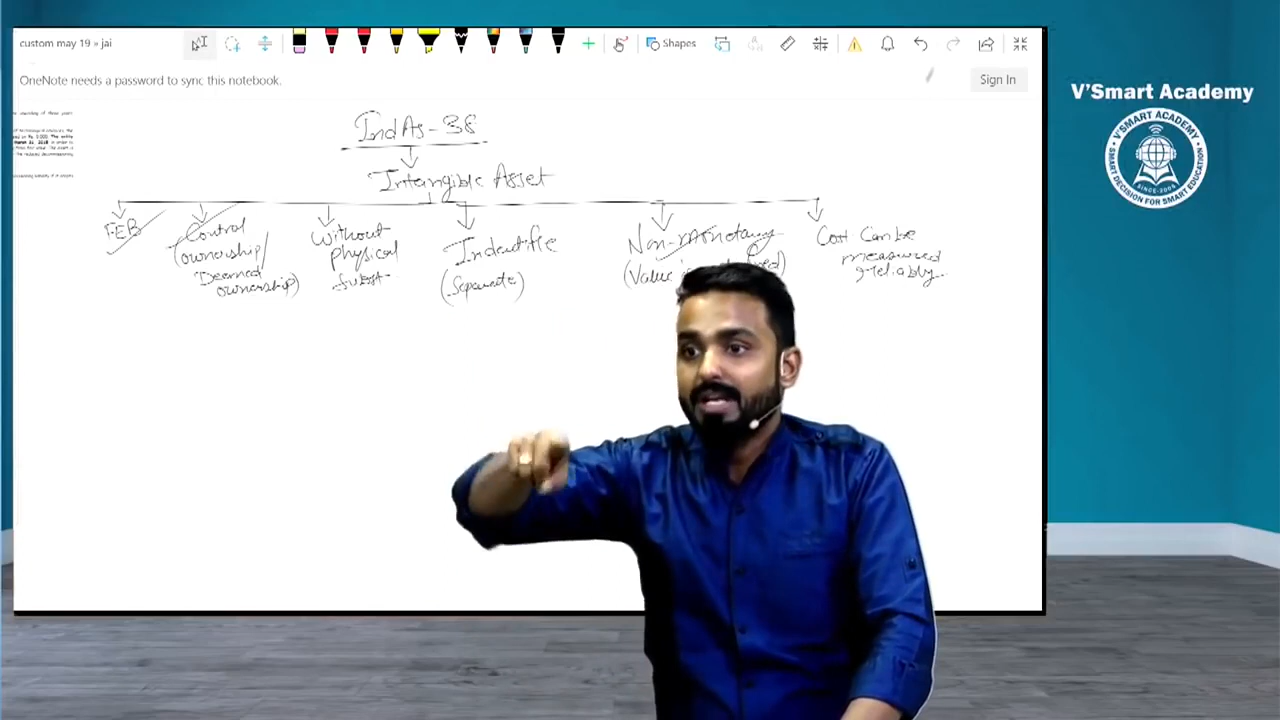 custom may 19 » jai
Shapes
OneNote needs a password to sync this notebook.
Sign In
V'Smart Academy
V'SMART ACADEMY
SINCE-2006
SMART DECISION FOR SMART EDUCATION
IndAs-38
Intangible Asset
FEB
Control
(ownership/
Deemed
ownership)
Without
physical
subst-
Indentifie
(Separate)
Non-monetary
(Value
Cost Can be
measured
reliably